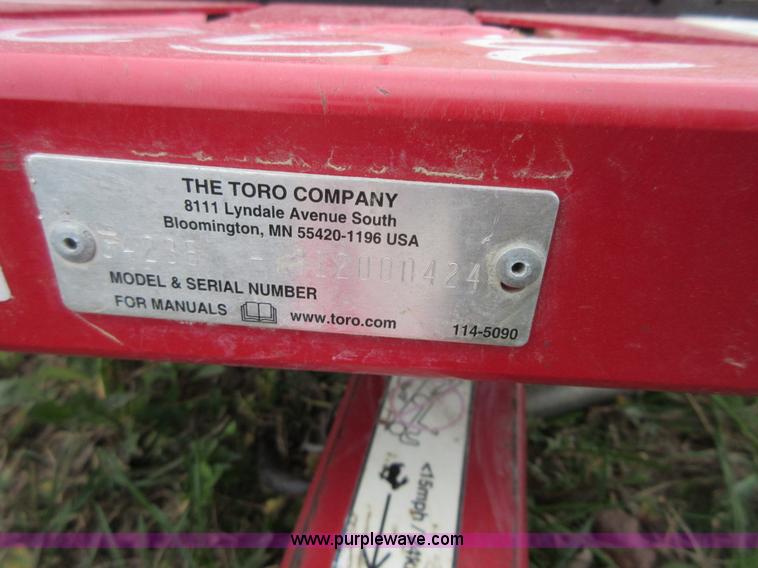 THE TORO COMPANY
8111 Lyndale Avenue South
Bloomington, MN 55420-1196 USA
MODEL & SERIAL NUMBER
FOR MANUALS www.toro.com
114-5090
<15mph /
www.purplewave.com